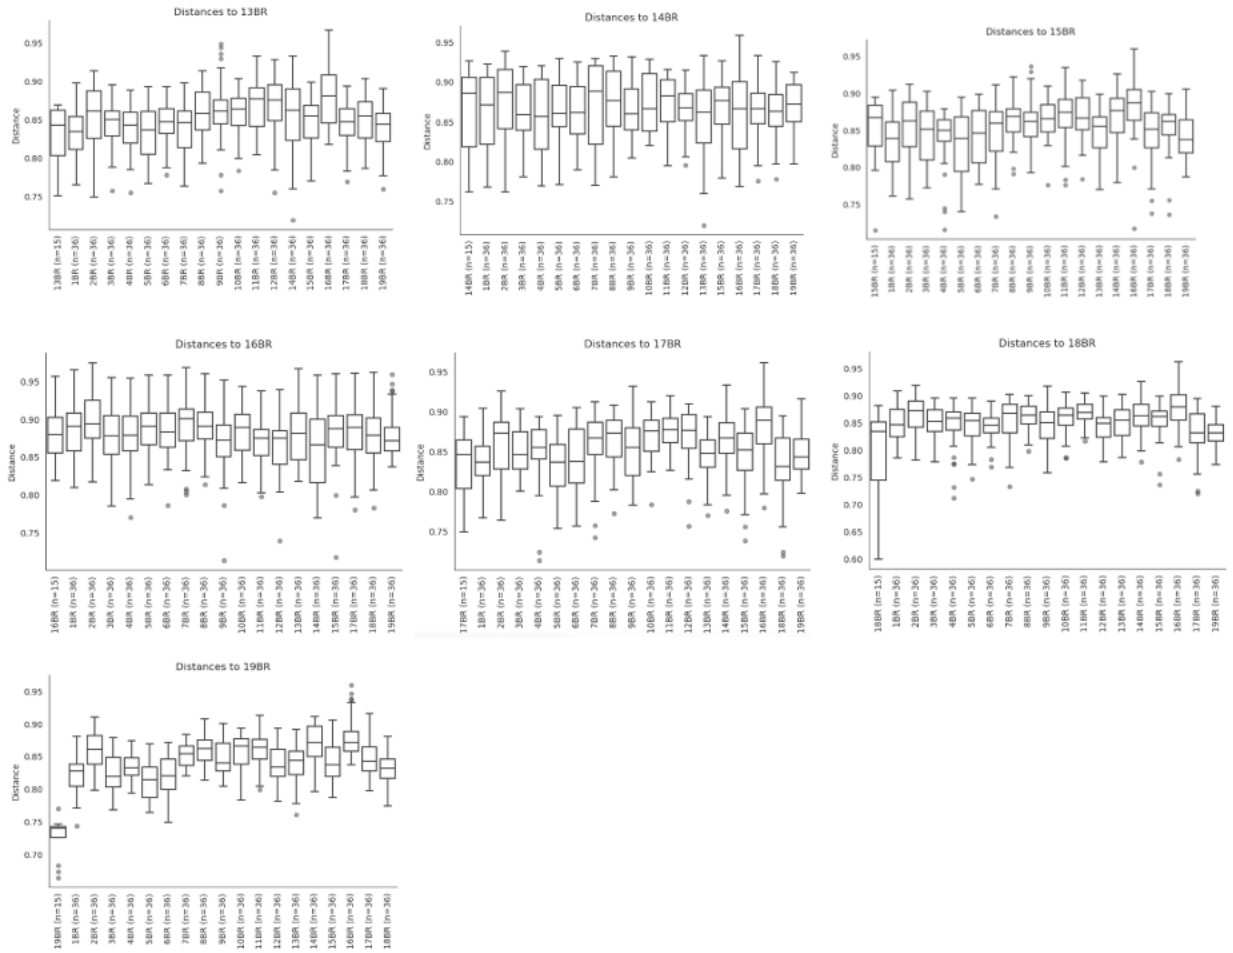 Distances to 13BR
Distance
0.95
0.90
0.85
0.80
0.75
13BR (n=15)
1BR (n=36)
2BR (n=36)
3BR (n=36)
4BR (n=36)
5BR (n=36)
6BR (n=36)
7BR (n=36)
8BR (n=36)
9BR (n=36)
10BR (n=36)
11BR (n=36)
12BR (n=36)
14BR (n=36)
15BR (n=36)
16BR (n=36)
17BR (n=36)
18BR (n=36)
19BR (n=36)
Distances to 14BR
Distance
0.95
0.90
0.85
0.80
0.75
14BR (n=15)
1BR (n=36)
2BR (n=36)
3BR (n=36)
4BR (n=36)
5BR (n=36)
6BR (n=36)
7BR (n=36)
8BR (n=36)
9BR (n=36)
10BR (n=36)
11BR (n=36)
12BR (n=36)
13BR (n=36)
15BR (n=36)
16BR (n=36)
17BR (n=36)
18BR (n=36)
19BR (n=36)
Distances to 15BR
Distance
0.95
0.90
0.85
0.80
0.75
15BR (n=15)
1BR (n=36)
2BR (n=36)
3BR (n=36)
4BR (n=36)
5BR (n=36)
6BR (n=36)
7BR (n=36)
8BR (n=36)
9BR (n=36)
10BR (n=36)
11BR (n=36)
12BR (n=36)
13BR (n=36)
14BR (n=36)
16BR (n=36)
17BR (n=36)
18BR (n=36)
19BR (n=36)
Distances to 16BR
Distance
0.95
0.90
0.85
0.80
0.75
16BR (n=15)
1BR (n=36)
2BR (n=36)
3BR (n=36)
4BR (n=36)
5BR (n=36)
6BR (n=36)
7BR (n=36)
8BR (n=36)
9BR (n=36)
10BR (n=36)
11BR (n=36)
12BR (n=36)
13BR (n=36)
14BR (n=36)
15BR (n=36)
17BR (n=36)
18BR (n=36)
19BR (n=36)
Distances to 17BR
Distance
0.95
0.90
0.85
0.80
0.75
17BR (n=15)
1BR (n=36)
2BR (n=36)
3BR (n=36)
4BR (n=36)
5BR (n=36)
6BR (n=36)
7BR (n=36)
8BR (n=36)
9BR (n=36)
10BR (n=36)
11BR (n=36)
12BR (n=36)
13BR (n=36)
14BR (n=36)
15BR (n=36)
16BR (n=36)
18BR (n=36)
19BR (n=36)
Distances to 18BR
Distance
0.95
0.90
0.85
0.80
0.75
0.70
0.65
0.60
18BR (n=15)
1BR (n=36)
2BR (n=36)
3BR (n=36)
4BR (n=36)
5BR (n=36)
6BR (n=36)
7BR (n=36)
8BR (n=36)
9BR (n=36)
10BR (n=36)
11BR (n=36)
12BR (n=36)
13BR (n=36)
14BR (n=36)
15BR (n=36)
16BR (n=36)
17BR (n=36)
19BR (n=36)
Distances to 19BR
Distance
0.95
0.90
0.85
0.80
0.75
0.70
19BR (n=15)
1BR (n=36)
2BR (n=36)
3BR (n=36)
4BR (n=36)
5BR (n=36)
6BR (n=36)
7BR (n=36)
8BR (n=36)
9BR (n=36)
10BR (n=36)
11BR (n=36)
12BR (n=36)
13BR (n=36)
14BR (n=36)
15BR (n=36)
16BR (n=36)
17BR (n=36)
18BR (n=36)